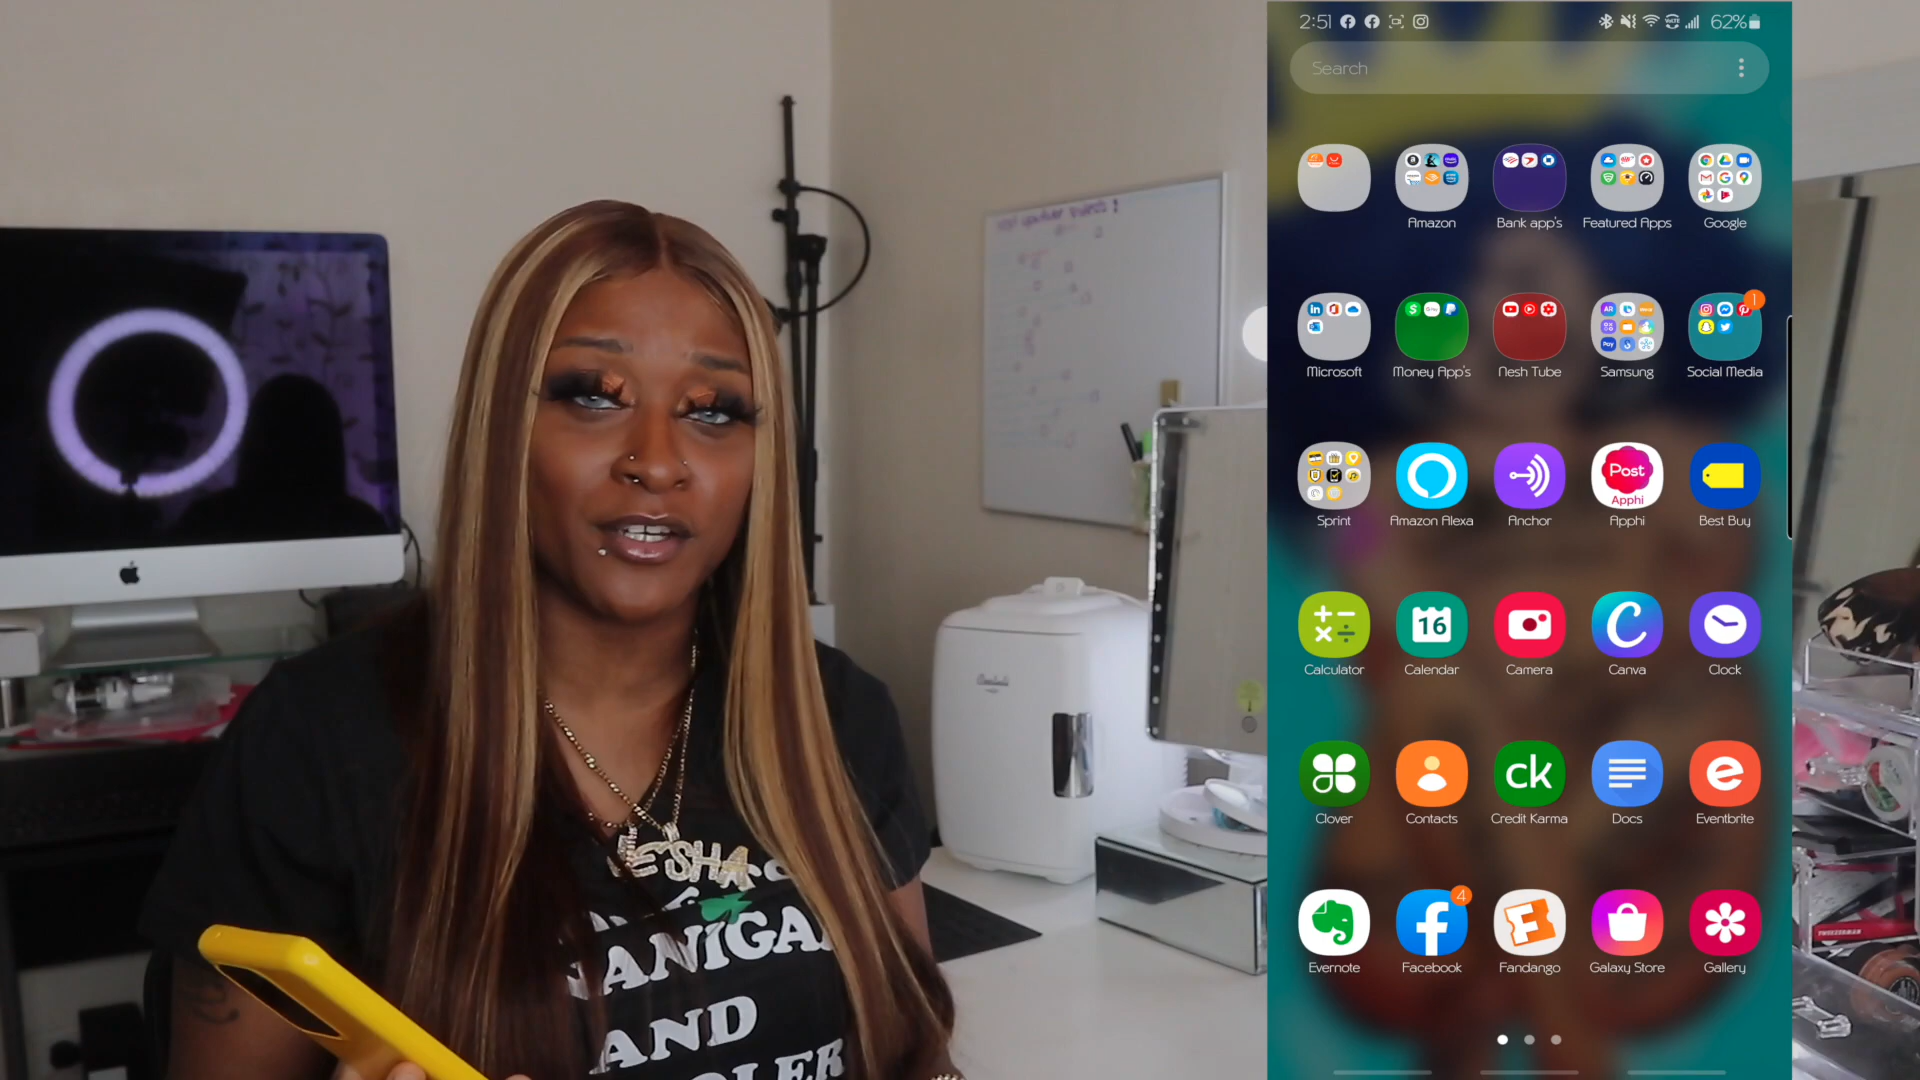 2:51
62%
Search
Amazon
Bank app's
Featured Apps
Google
Microsoft
Money App's
Nesh Tube
Samsung
1
Social Media
Sprint
Amazon Alexa
Anchor
Post
Apphi
Apphi
Best Buy
16
Calculator
Calendar
Camera
Canva
Clock
ck
Clover
Contacts
Credit Karma
Docs
Eventbrite
4
Evernote
Facebook
Fandango
Galaxy Store
Gallery
ESHA
AND